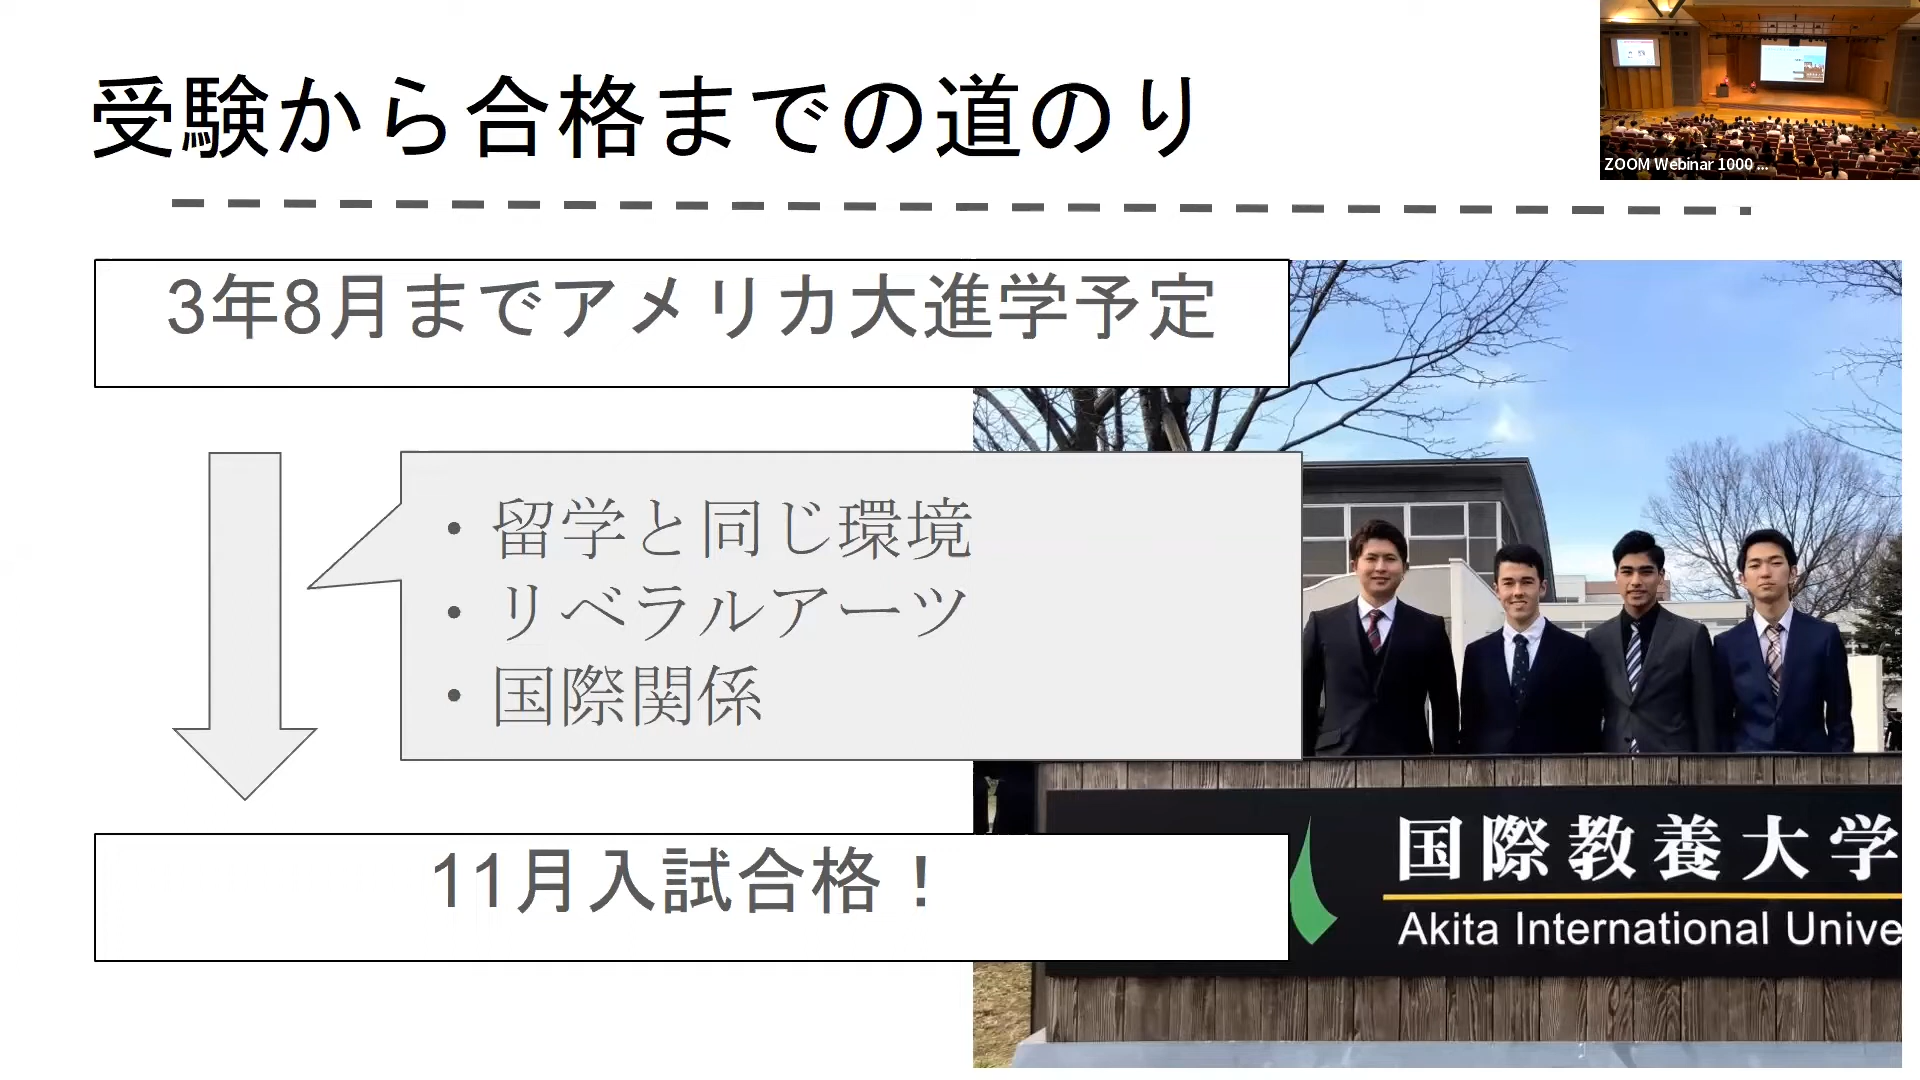 受験から合格までの道のり
ZOOM Webinar 1000 ...
3年8月までアメリカ大進学予定
・留学と同じ環境
・リベラルアーツ
・国際関係
11月入試合格！
国際教養大学
Akita International Unive